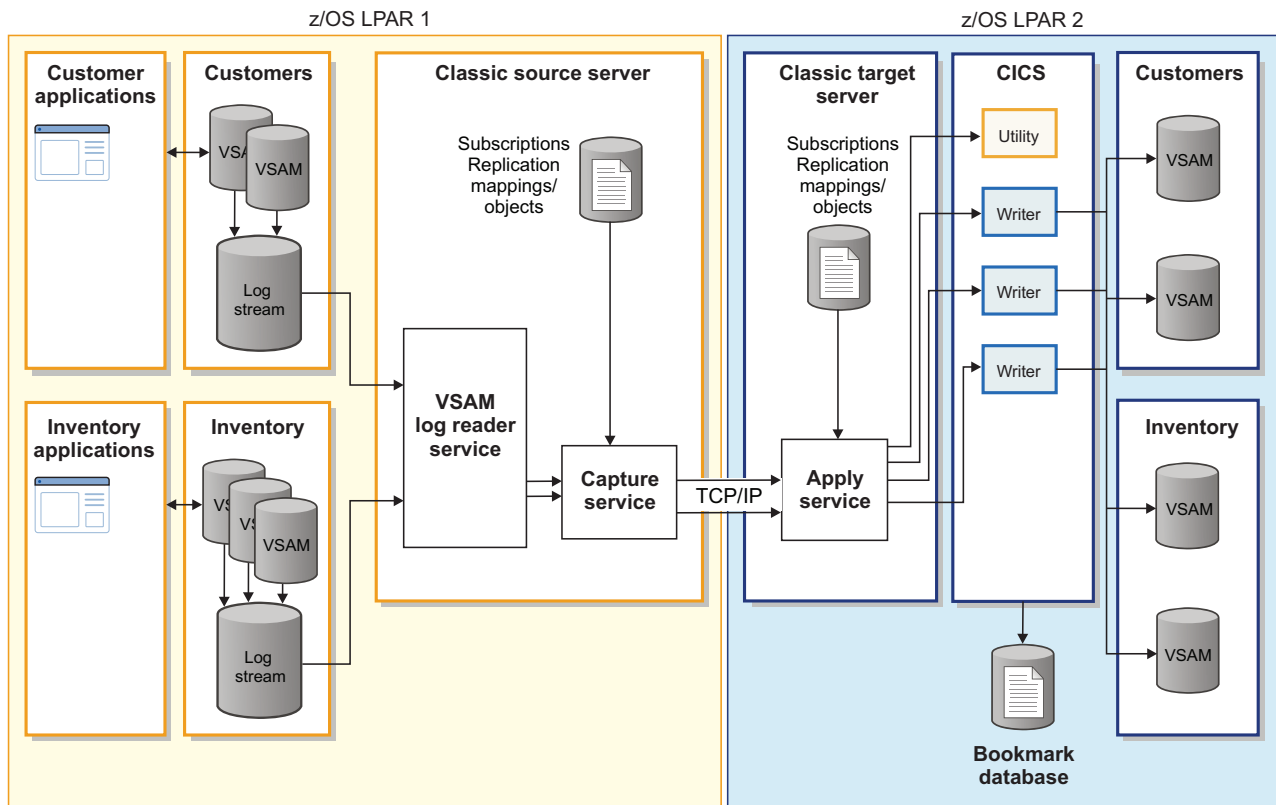 z/OS LPAR 1
z/OS LPAR 2
Customer
applications
Customers
VSAM
VSAM
Log
stream
Inventory
applications
Inventory
VSAM
Log
stream
Classic source server
Subscriptions
Replication
mappings/
objects
VSAM
log reader
service
Capture
service
TCP/IP
Classic target
server
Subscriptions
Replication
mappings/
objects
Apply
service
CICS
Utility
Writer
Writer
Writer
Bookmark
database
Customers
VSAM
VSAM
Inventory
VSAM
VSAM